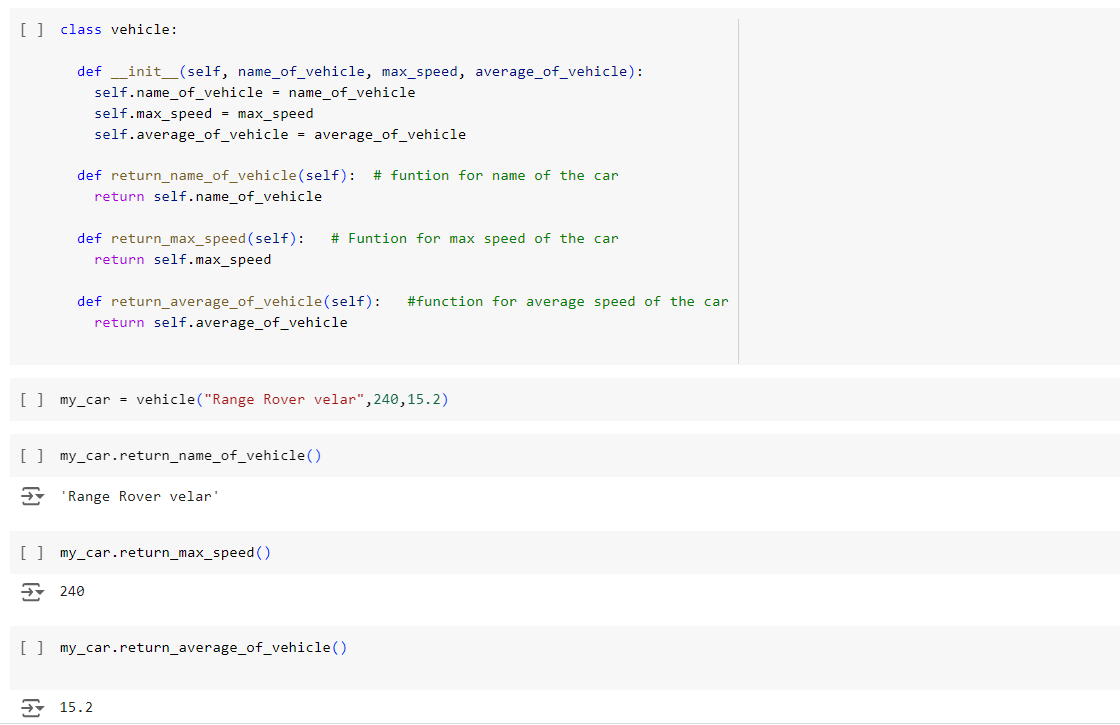 [ ] class vehicle:
def __init__(self, name_of_vehicle, max_speed, average_of_vehicle):
self.name_of_vehicle = name_of_vehicle
self.max_speed = max_speed
self.average_of_vehicle = average_of_vehicle
def return_name_of_vehicle(self):  # funtion for name of the car
return self.name_of_vehicle
def return_max_speed(self):   # Funtion for max speed of the car
return self.max_speed
def return_average_of_vehicle(self):   #function for average speed of the car
return self.average_of_vehicle
[ ] my_car = vehicle("Range Rover velar",240,15.2)
[ ] my_car.return_name_of_vehicle()
'Range Rover velar'
[ ] my_car.return_max_speed()
240
[ ] my_car.return_average_of_vehicle()
15.2